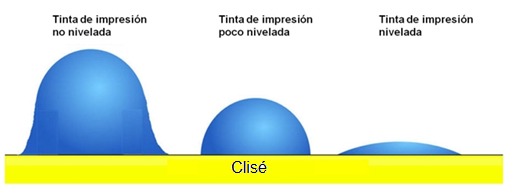 Tinta de impresión
no nivelada
Tinta de impresión
poco nivelada
Tinta de impresión
nivelada
Clisé